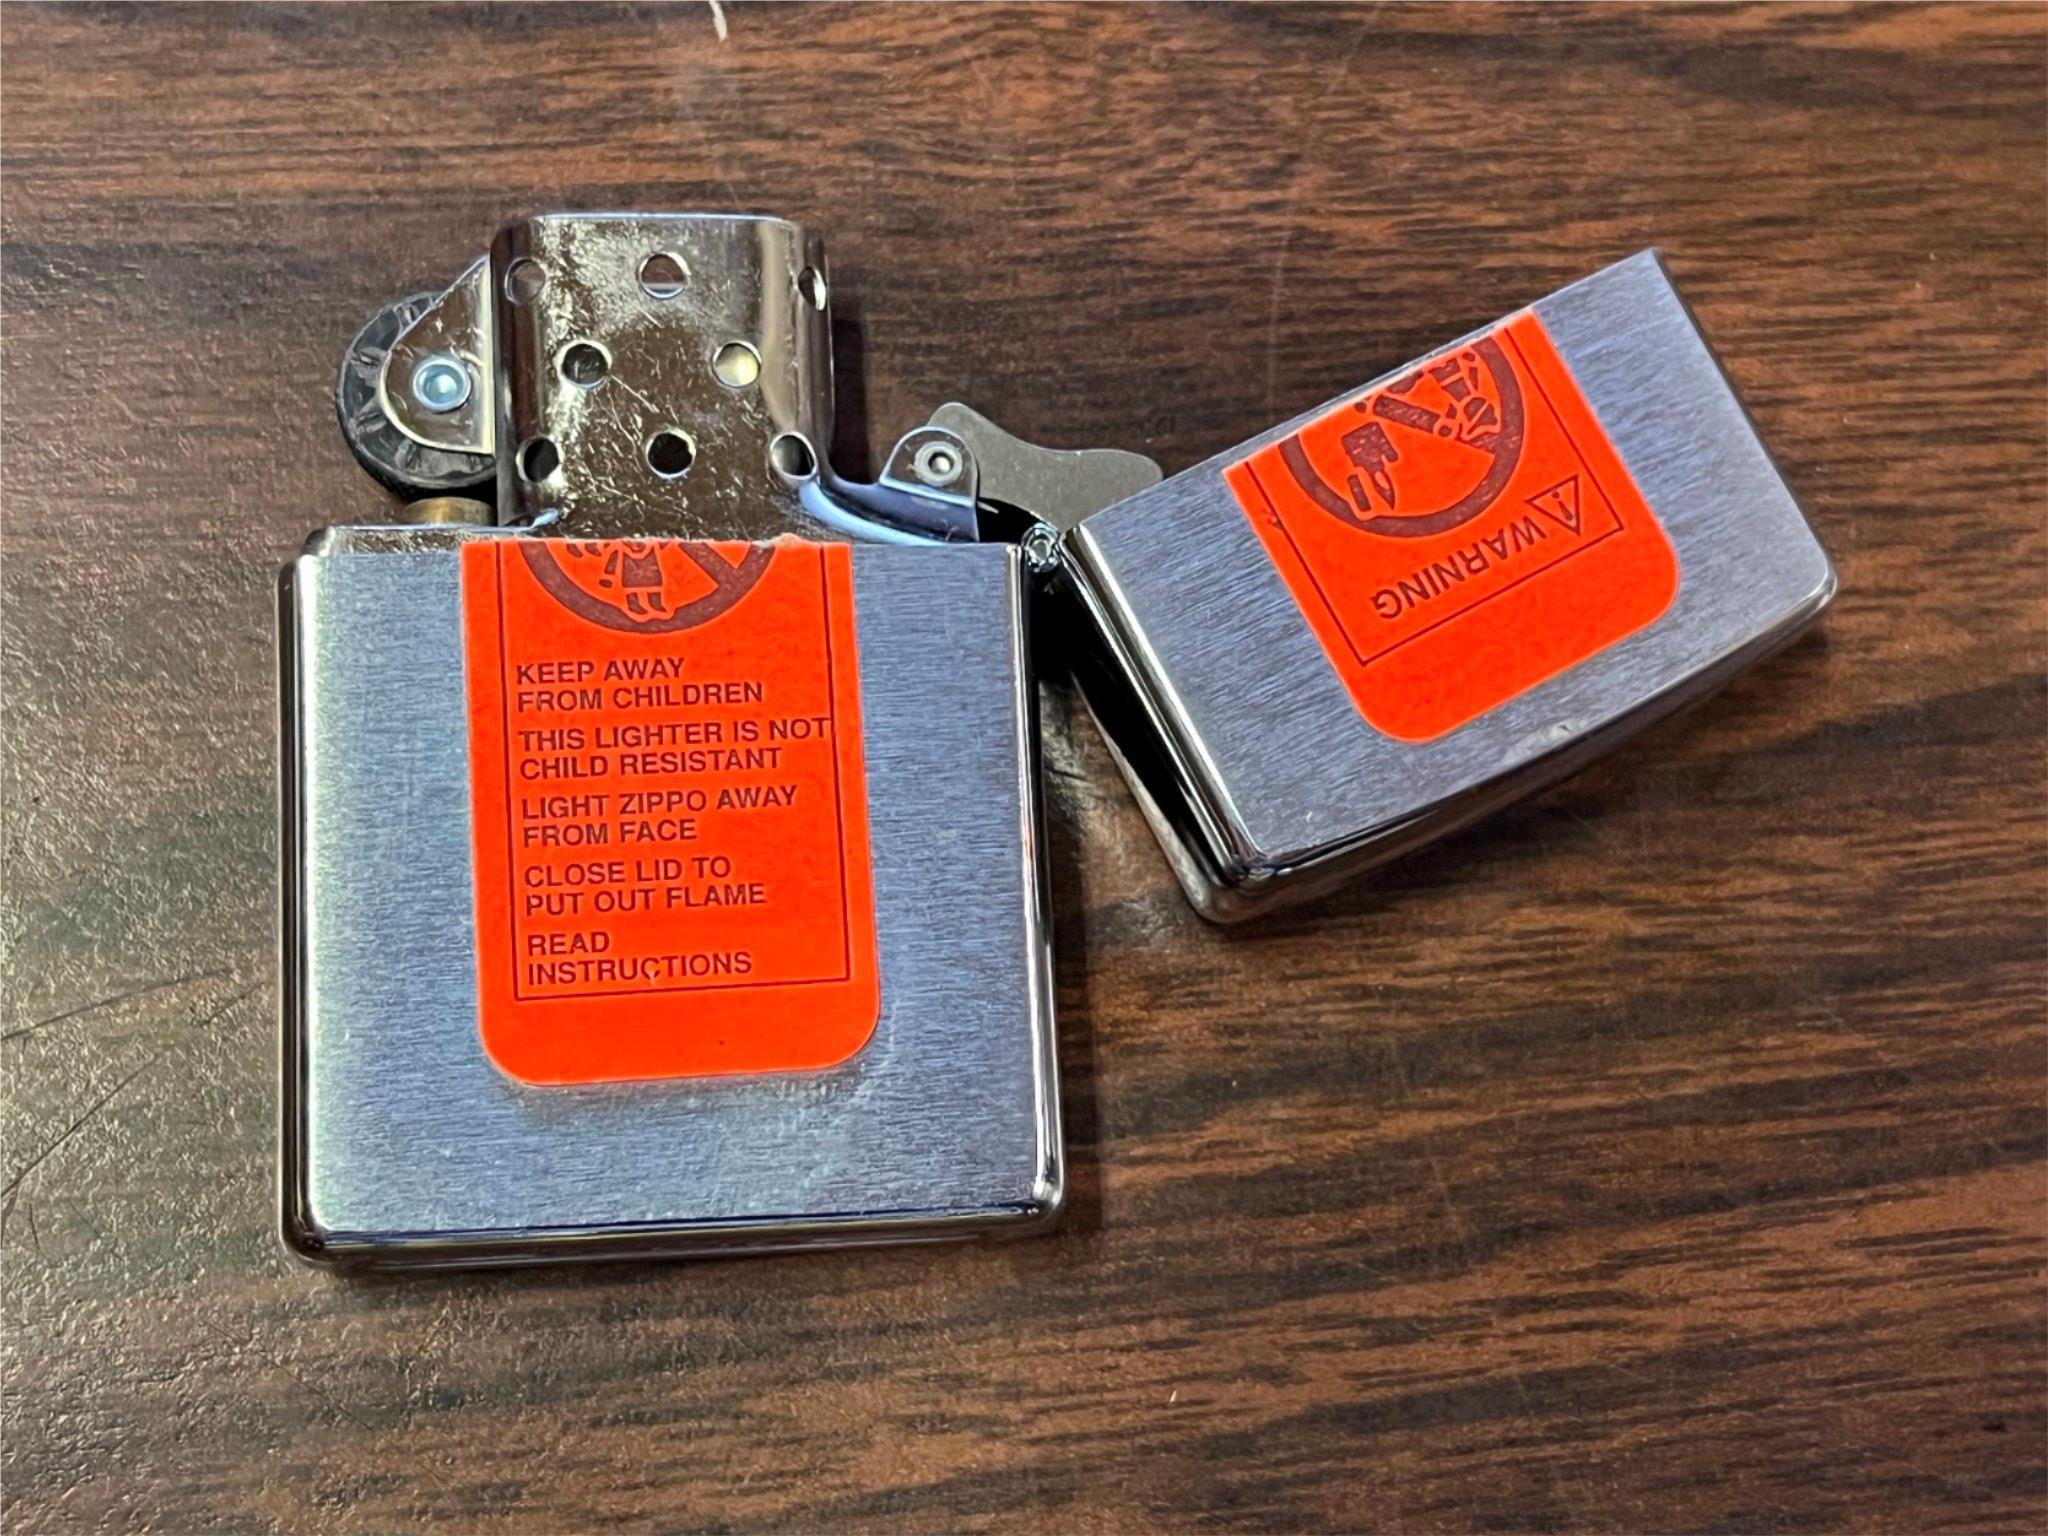 WARNING
KEEP AWAY
FROM CHILDREN
THIS LIGHTER IS NOT
CHILD RESISTANT
LIGHT ZIPPO AWAY
FROM FACE
CLOSE LID TO
PUT OUT FLAME
READ
INSTRUCTIONS